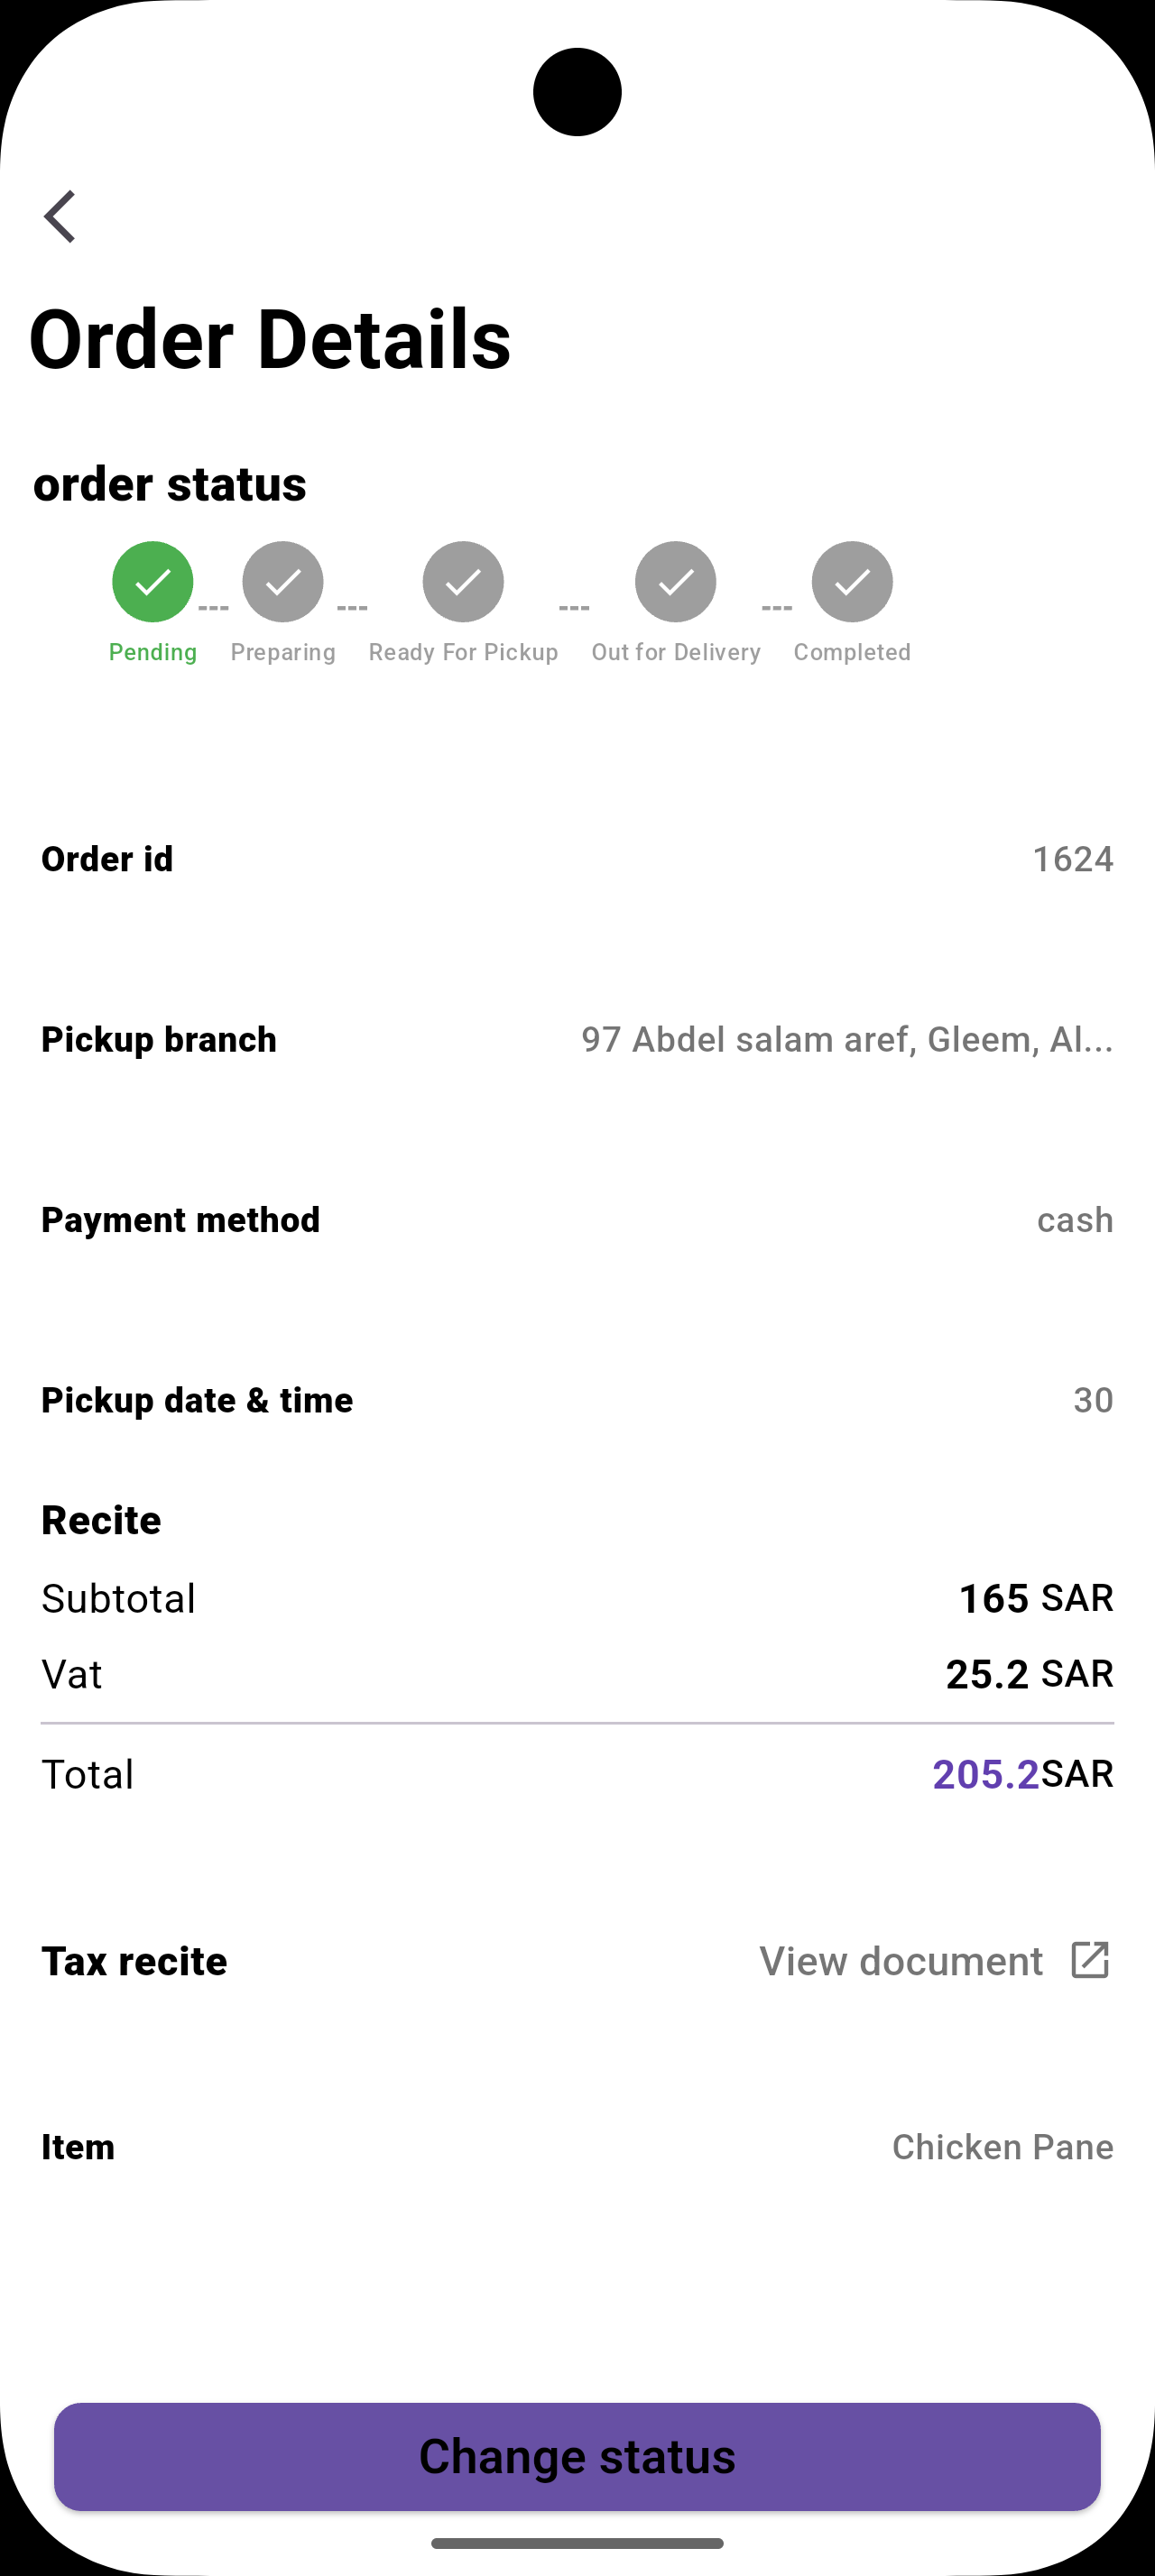 Order Details
order status
--- --- --- ---
Pending Preparing Ready For Pickup Out for Delivery Completed
Order id 1624
Pickup branch 97 Abdel salam aref, Gleem, Al...
Payment method cash
Pickup date & time 30
Recite
Subtotal 165 SAR
Vat 25.2 SAR
Total 205.2SAR
Tax recite View document
Item Chicken Pane
Change status